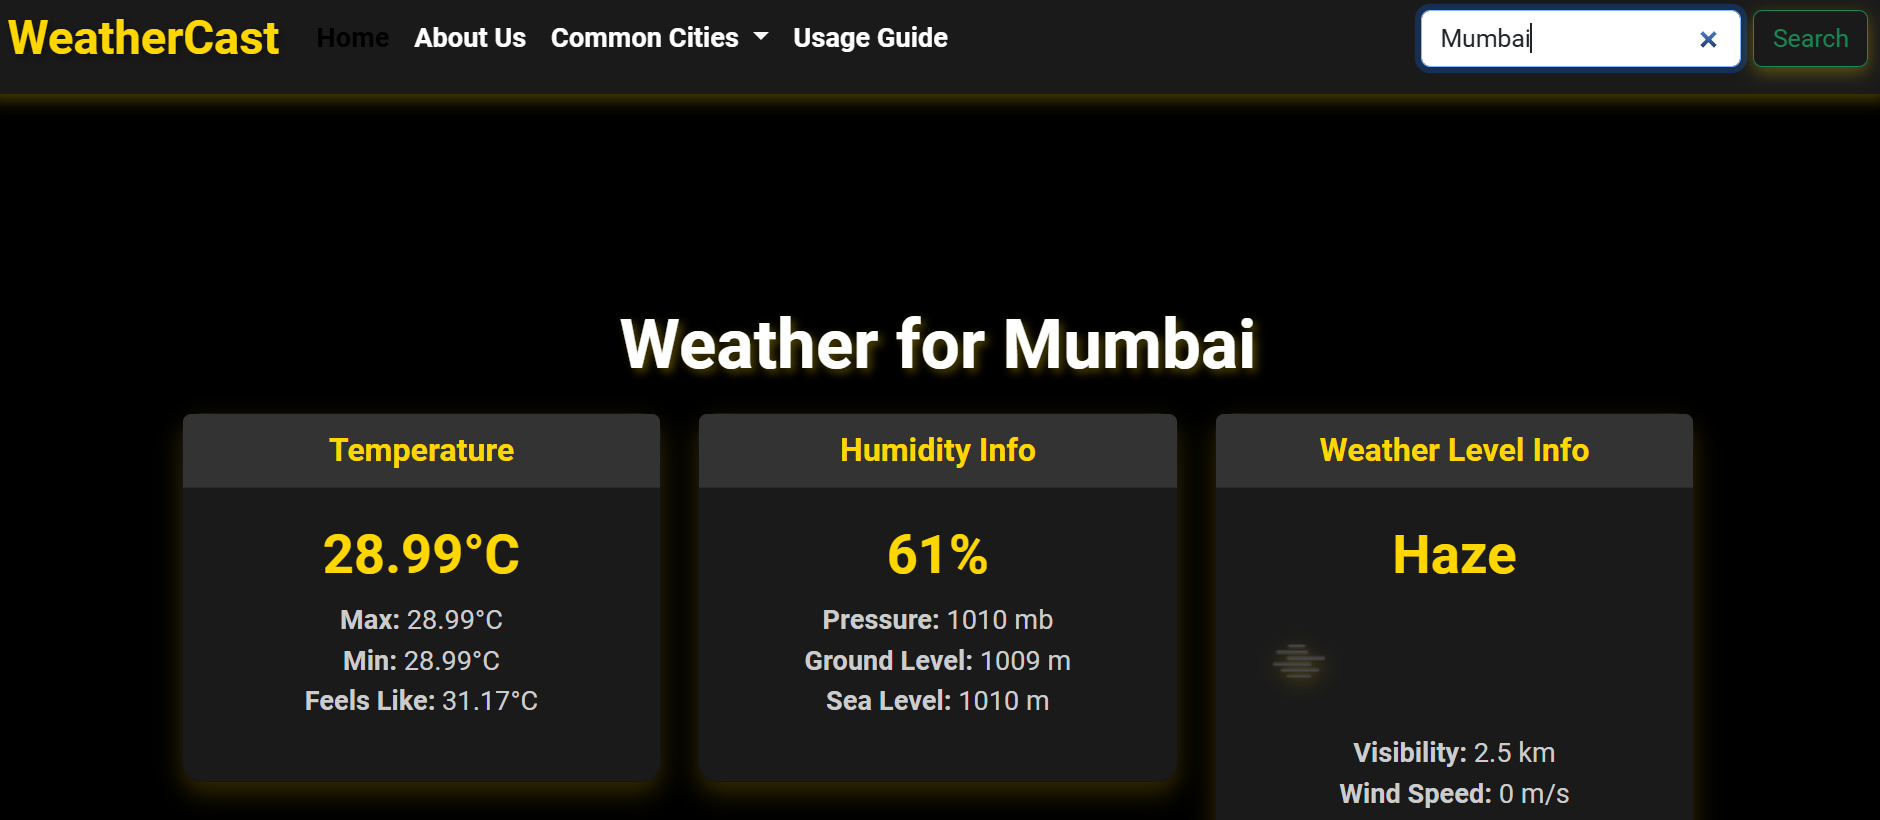 WeatherCast Home About Us Common Cities Usage Guide Mumbai Search
Weather for Mumbai
Temperature
28.99°C
Max: 28.99°C
Min: 28.99°C
Feels Like: 31.17°C
Humidity Info
61%
Pressure: 1010 mb
Ground Level: 1009 m
Sea Level: 1010 m
Weather Level Info
Haze
Visibility: 2.5 km
Wind Speed: 0 m/s